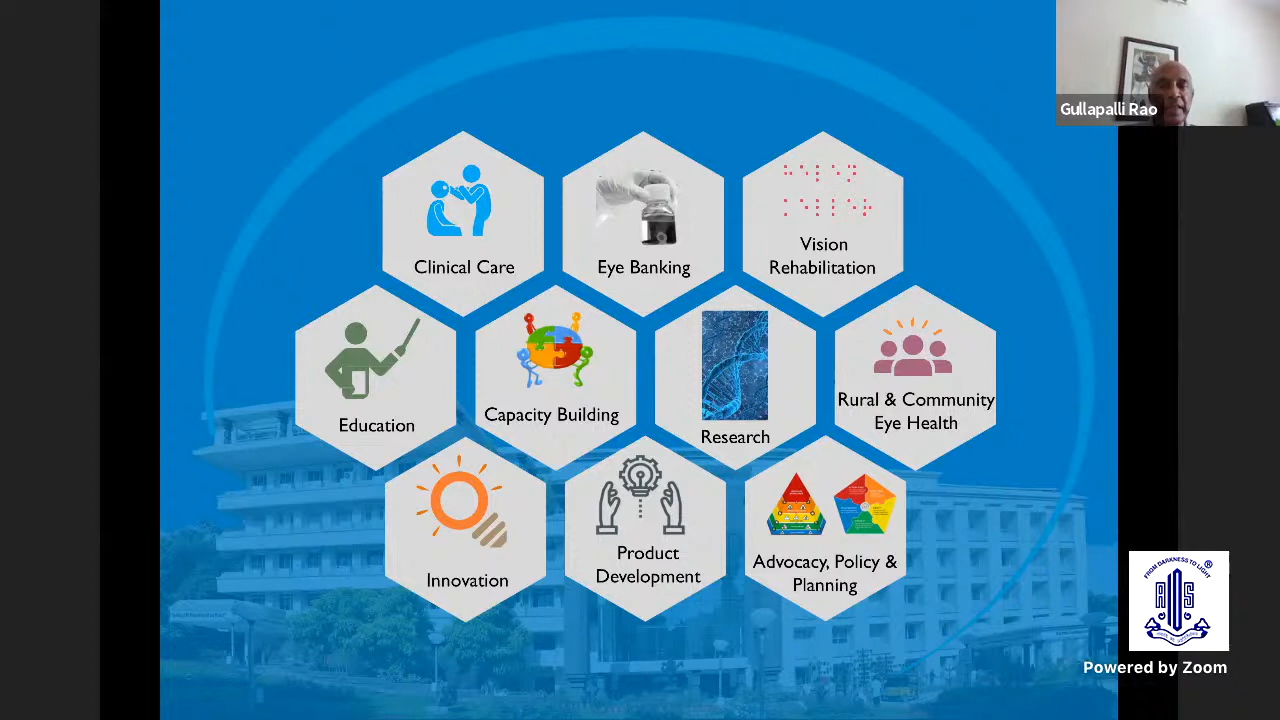 Gullapalli Rao
Clinical Care
Eye Banking
Vision
Rehabilitation
Education
Capacity Building
Research
Rural & Community
Eye Health
Innovation
Product
Development
Advocacy, Policy &
Planning
FROM DARKNESS TO LIGHT
®
AIOS
Powered by Zoom